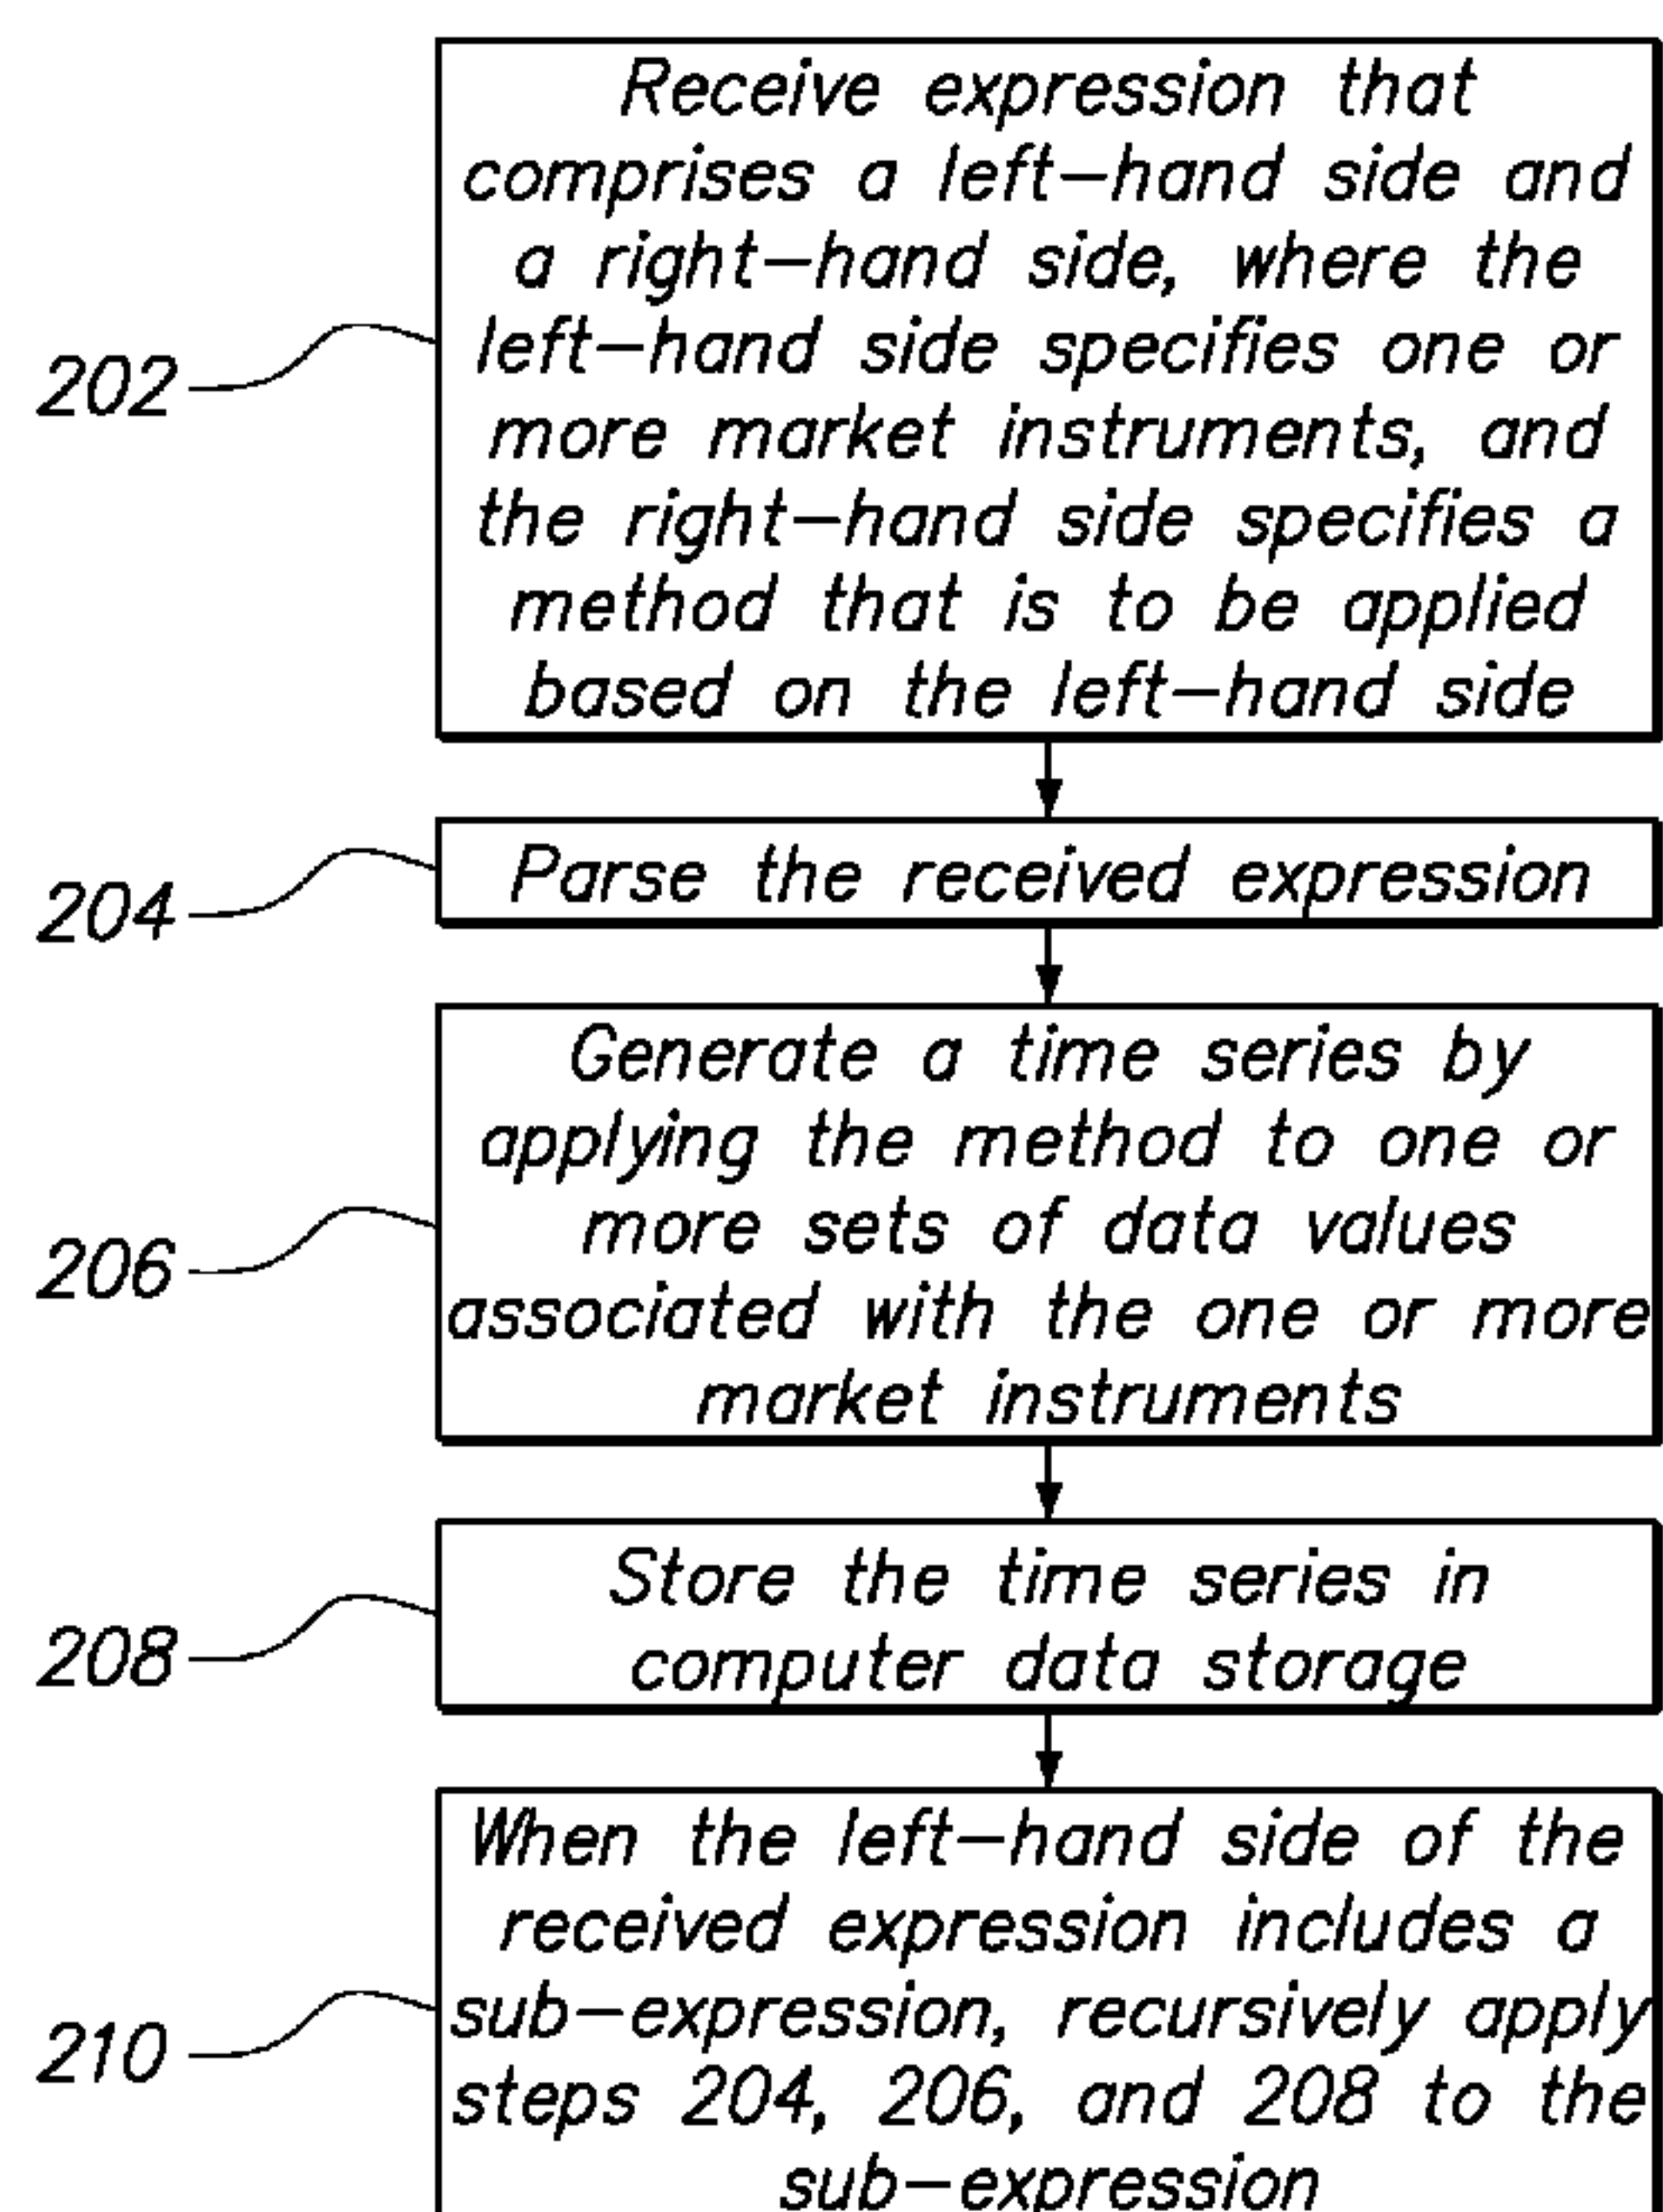 Receive expression that
comprises a left-hand side and
a right-hand side, where the
left-hand side specifies one or
more market instruments, and
the right-hand side specifies a
method that is to be applied
based on the left-hand side
202
Parse the received expression
204
Generate a time series by
applying the method to one or
more sets of data values
associated with the one or more
market instruments
206
Store the time series in
computer data storage
208
When the left-hand side of the
received expression includes a
sub-expression, recursively apply
steps 204, 206, and 208 to the
sub-expression
210